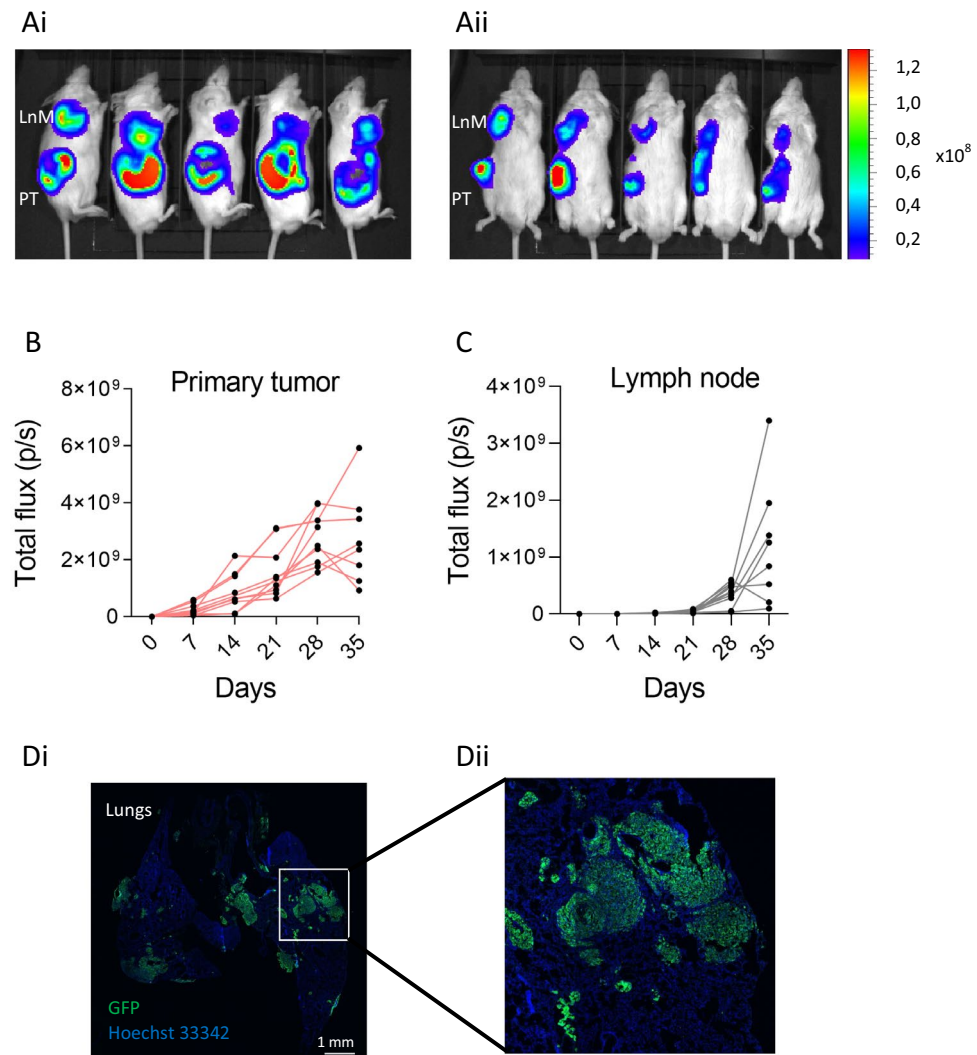 Ai
Aii
LnM
PT
LnM
PT
1,2
1,0
0,8
0,6
0,4
0,2
x10⁸
B
Primary tumor
8×10⁹
6×10⁹
4×10⁹
2×10⁹
0
Total flux (p/s)
0 7 14 21 28 35
Days
C
Lymph node
4×10⁹
3×10⁹
2×10⁹
1×10⁹
0
Total flux (p/s)
0 7 14 21 28 35
Days
Di
Lungs
GFP
Hoechst 33342
1 mm
Dii